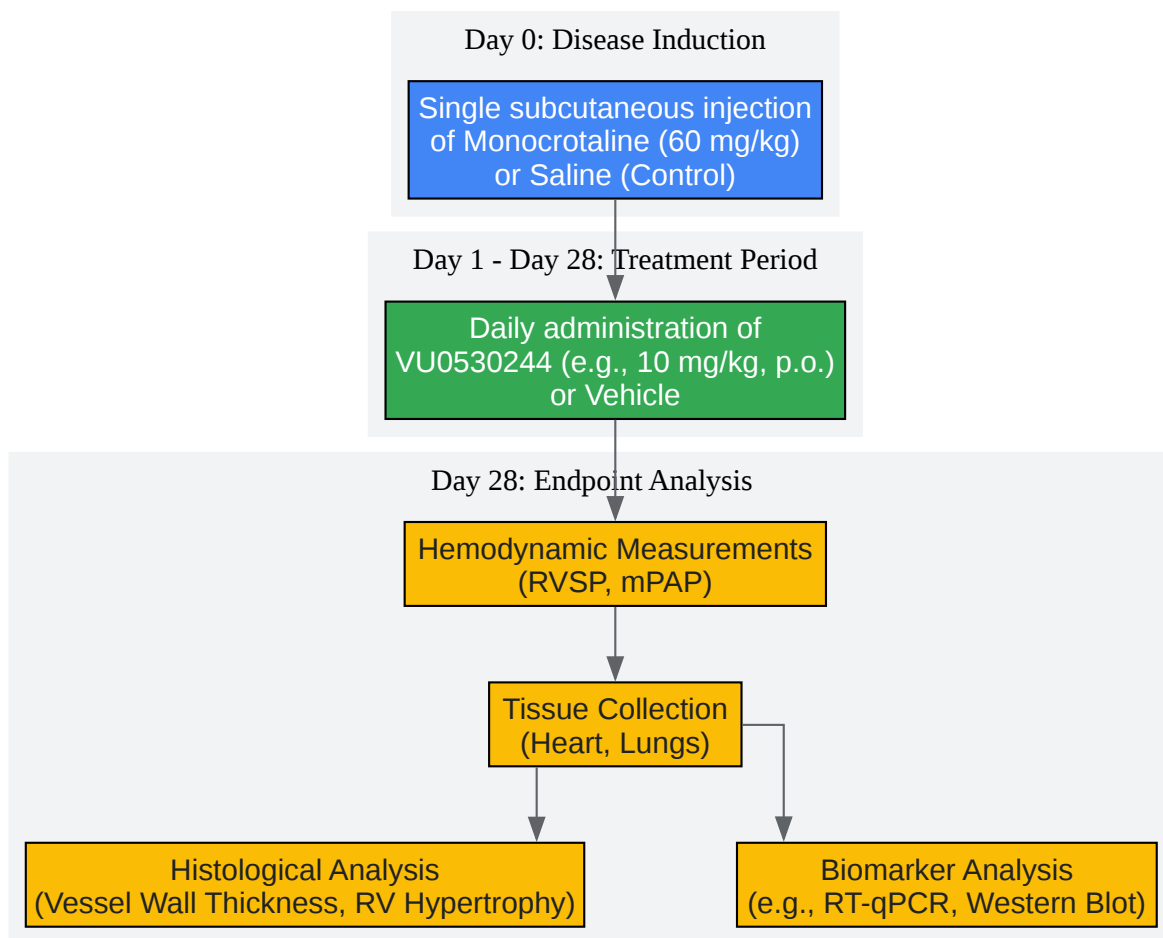 Day 0: Disease Induction
Single subcutaneous injection
of Monocrotaline (60 mg/kg)
or Saline (Control)
Day 1 - Day 28: Treatment Period
Daily administration of
VU0530244 (e.g., 10 mg/kg, p.o.)
or Vehicle
Day 28: Endpoint Analysis
Hemodynamic Measurements
(RVSP, mPAP)
Tissue Collection
(Heart, Lungs)
Histological Analysis
(Vessel Wall Thickness, RV Hypertrophy)
Biomarker Analysis
(e.g., RT-qPCR, Western Blot)